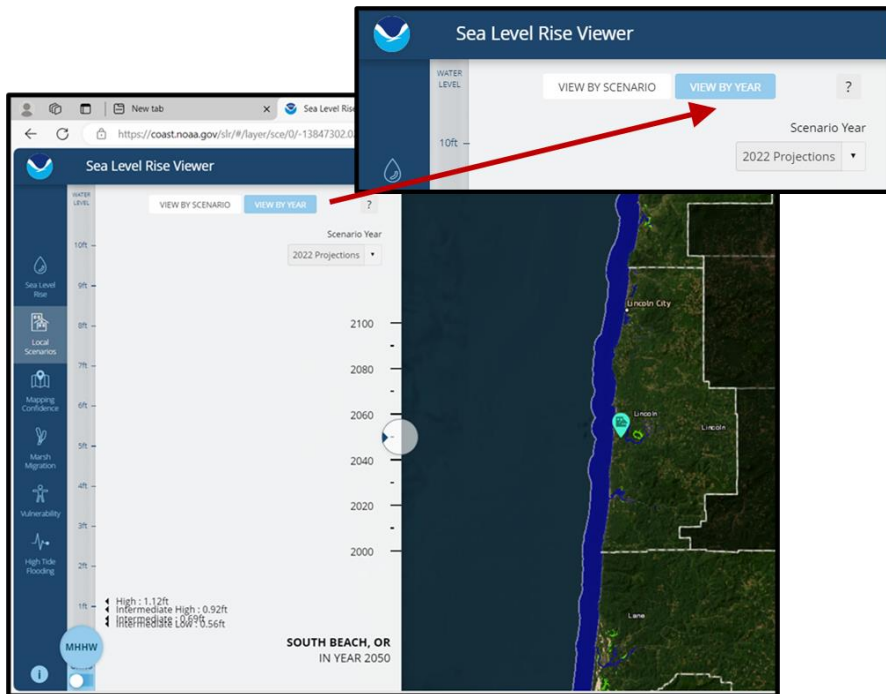 Sea Level Rise Viewer
WATER
LEVEL
VIEW BY SCENARIO
VIEW BY YEAR
?
Scenario Year
10ft
2022 Projections
New tab
Sea Level Rise
https://coast.noaa.gov/slr/#/layer/sce/0/-13847302.0
Sea Level Rise Viewer
WATER
LEVEL
VIEW BY SCENARIO
VIEW BY YEAR
?
Scenario Year
2022 Projections
Sea Level
Rise
Local
Scenarios
Mapping
Confidence
Marsh
Migration
Vulnerability
High Tide
Flooding
10ft
9ft
8ft
7ft
6ft
5ft
4ft
3ft
2ft
1ft
2100
2080
2060
2040
2020
2000
High : 1.12ft
Intermediate High : 0.92ft
Intermediate : 0.69ft
Intermediate Low : 0.56ft
MHHW
SOUTH BEACH, OR
IN YEAR 2050
i
Lincoln City
Lincoln
Lincoln
Lane